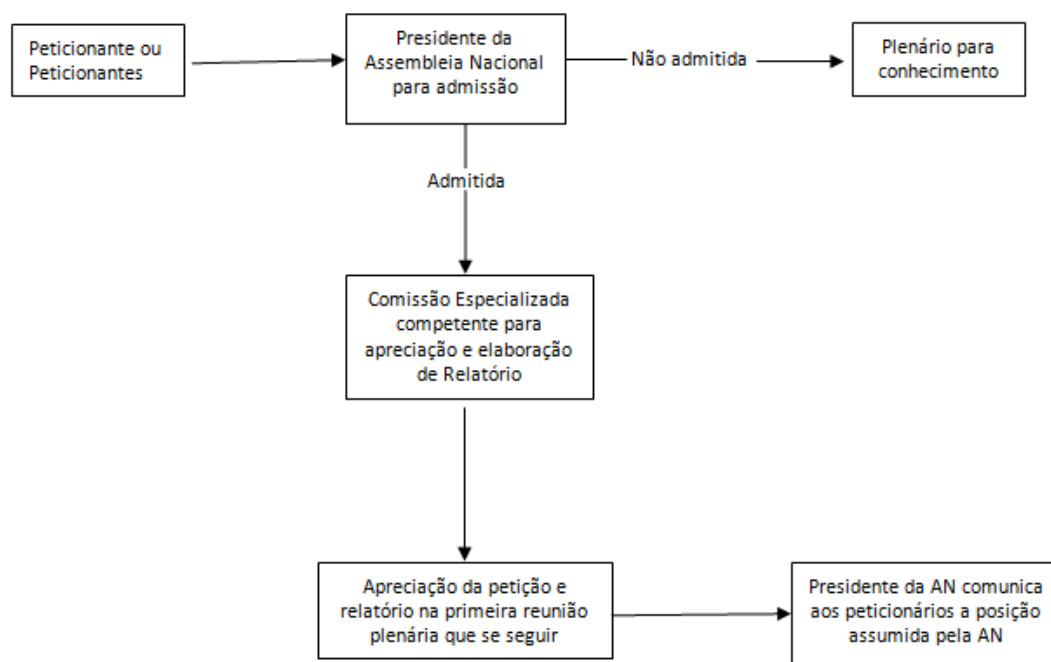 Peticionante ou
Peticionantes
Presidente da
Assembleia Nacional
para admissão
Não admitida
Plenário para
conhecimento
Admitida
Comissão Especializada
competente para
apreciação e elaboração
de Relatório
Apreciação da petição e
relatório na primeira reunião
plenária que se seguir
Presidente da AN comunica
aos peticionários a posição
assumida pela AN